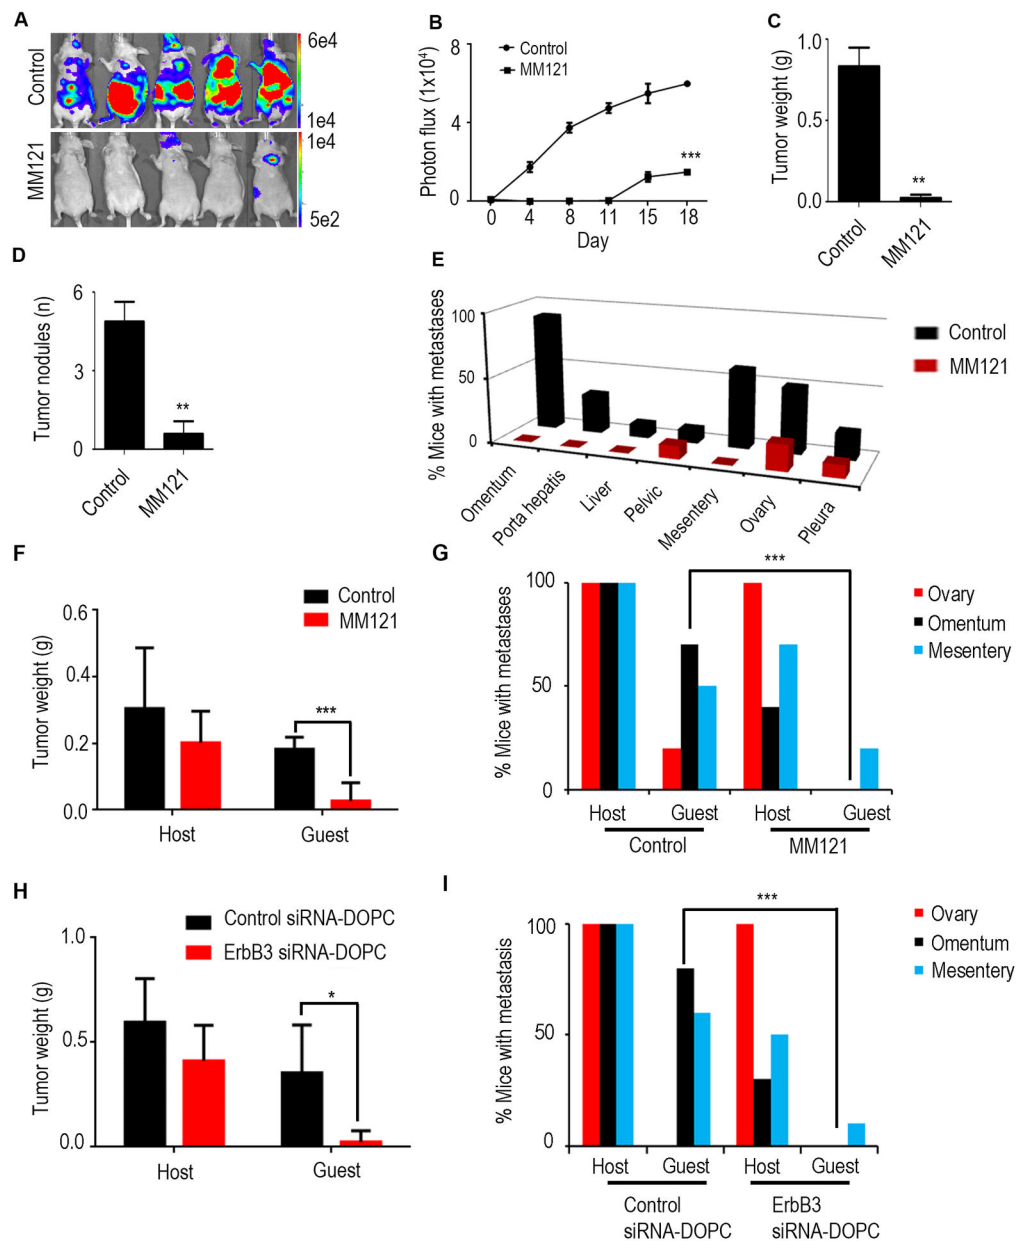 A
Control
6e4
1e4
MM121
1e4
5e2
B
Photon flux (1x10⁴)
8
4
0
Control
MM121
***
0 4 8 11 15 18
Day
C
Tumor weight (g)
1.0
0.5
0.0
**
Control
MM121
D
Tumor nodules (n)
6
3
0
**
Control
MM121
E
% Mice with metastases
100
50
0
Control
MM121
Omentum
Porta hepatis
Liver
Pelvic
Mesentery
Ovary
Pleura
F
Tumor weight (g)
0.6
0.4
0.2
0.0
Control
MM121
***
Host Guest
G
% Mice with metastases
100
50
0
***
Ovary
Omentum
Mesentery
Host Guest Host Guest
Control MM121
H
Tumor weight (g)
1.0
0.5
0.0
Control siRNA-DOPC
ErbB3 siRNA-DOPC
*
Host Guest
I
% Mice with metastasis
100
50
0
***
Ovary
Omentum
Mesentery
Host Guest Host Guest
Control ErbB3
siRNA-DOPC siRNA-DOPC